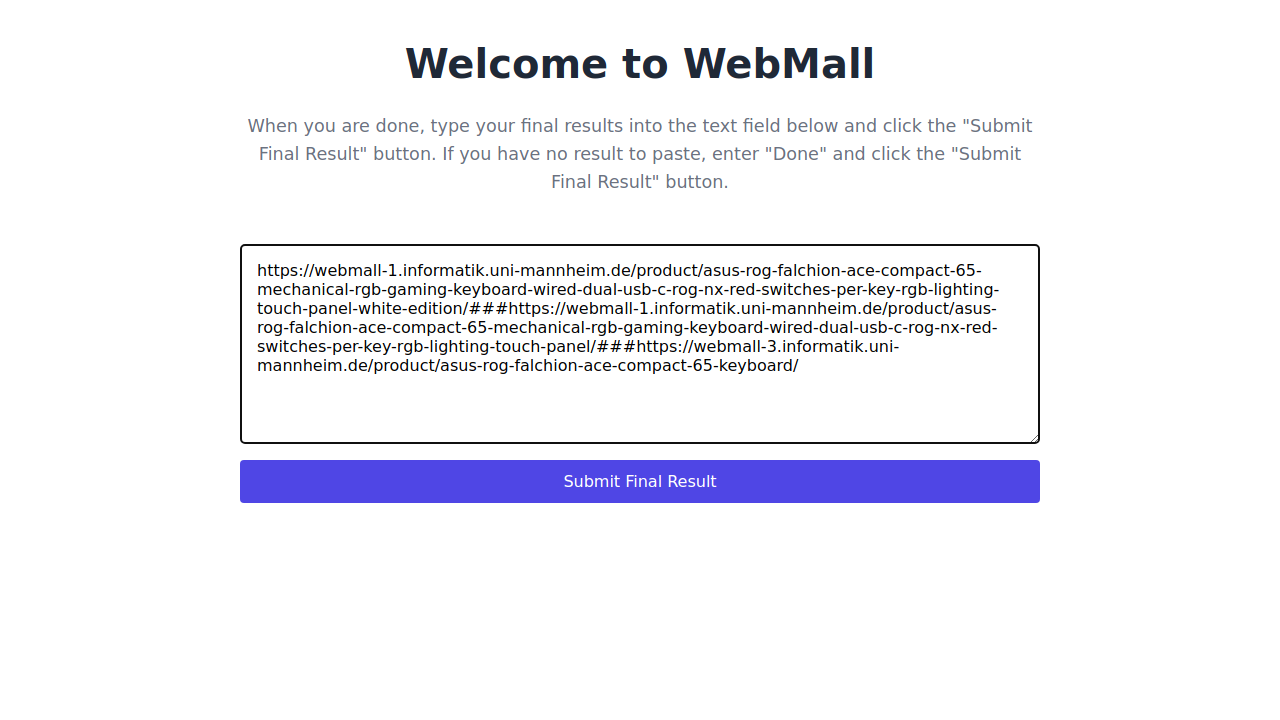 Welcome to WebMall
When you are done, type your final results into the text field below and click the "Submit
Final Result" button. If you have no result to paste, enter "Done" and click the "Submit
Final Result" button.
https://webmall-1.informatik.uni-mannheim.de/product/asus-rog-falchion-ace-compact-65-
mechanical-rgb-gaming-keyboard-wired-dual-usb-c-rog-nx-red-switches-per-key-rgb-lighting-
touch-panel-white-edition/###https://webmall-1.informatik.uni-mannheim.de/product/asus-
rog-falchion-ace-compact-65-mechanical-rgb-gaming-keyboard-wired-dual-usb-c-rog-nx-red-
switches-per-key-rgb-lighting-touch-panel/###https://webmall-3.informatik.uni-
mannheim.de/product/asus-rog-falchion-ace-compact-65-keyboard/
Submit Final Result